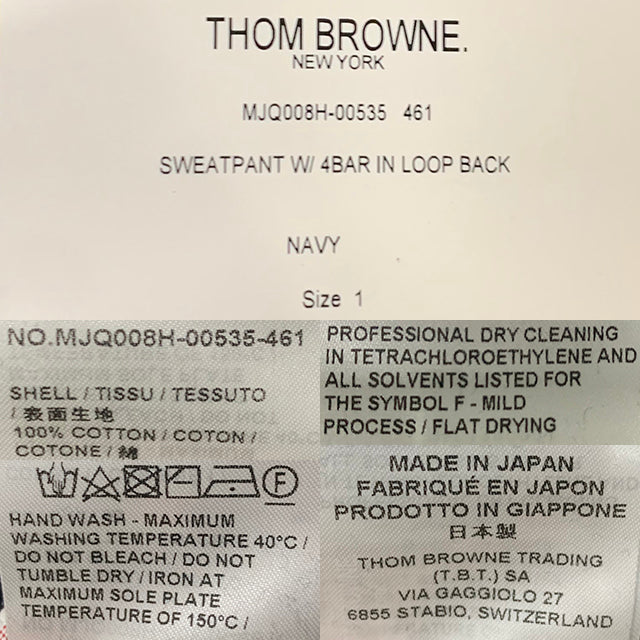 THOM BROWNE.
NEW YORK
MJQ008H-00535 461
SWEATPANT W/ 4BAR IN LOOP BACK
NAVY
Size 1
NO.MJQ008H-00535-461
SHELL / TISSU / TESSUTO
/ 表面生地
100% COTTON / COTON /
COTONE / 綿
HAND WASH - MAXIMUM
WASHING TEMPERATURE 40°C /
DO NOT BLEACH / DO NOT
TUMBLE DRY / IRON AT
MAXIMUM SOLE PLATE
TEMPERATURE OF 150°C /
PROFESSIONAL DRY CLEANING
IN TETRACHLOROETHYLENE AND
ALL SOLVENTS LISTED FOR
THE SYMBOL F - MILD
PROCESS / FLAT DRYING
MADE IN JAPAN
FABRIQUÉ EN JAPON
PRODOTTO IN GIAPPONE
日本製
THOM BROWNE TRADING
(T.B.T.) SA
VIA GAGGIOLO 27
6855 STABIO, SWITZERLAND